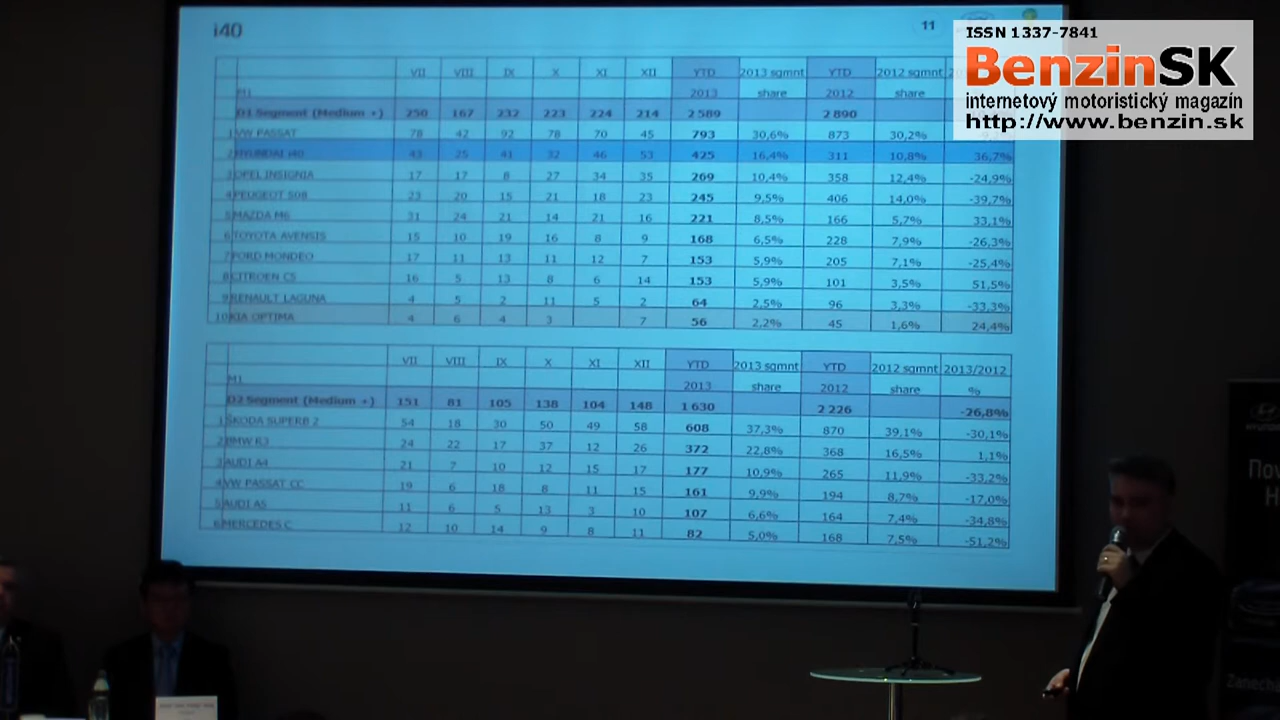 i40
11
ISSN 1337-7841
BenzinSK
internetový motoristický magazín
http://www.benzin.sk
VII VIII IX X XI XII YTD 2013 sgmnt YTD 2012 sgmnt
M1 2013 share 2012 share
D1 Segment (Medium +) 250 167 232 223 224 214 2 589 2 890
1 VW PASSAT 78 42 92 78 70 45 793 30,6% 873 30,2%
2 HYUNDAI i40 43 25 41 32 46 53 425 16,4% 311 10,8% 36,7%
3 OPEL INSIGNIA 17 17 8 27 34 35 269 10,4% 358 12,4% -24,9%
4 PEUGEOT 508 23 20 15 21 18 23 245 9,5% 406 14,0% -39,7%
5 MAZDA M6 31 24 21 14 21 16 221 8,5% 166 5,7% 33,1%
6 TOYOTA AVENSIS 15 10 19 16 8 9 168 6,5% 228 7,9% -26,3%
7 FORD MONDEO 17 11 13 11 12 7 153 5,9% 205 7,1% -25,4%
8 CITROEN C5 16 5 13 8 6 14 153 5,9% 101 3,5% 51,5%
9 RENAULT LAGUNA 4 5 2 11 5 2 64 2,5% 96 3,3% -33,3%
10 KIA OPTIMA 4 6 4 3 7 56 2,2% 45 1,6% 24,4%
VII VIII IX X XI XII YTD 2013 sgmnt YTD 2012 sgmnt 2013/2012
M1 2013 share 2012 share %
D2 Segment (Medium +) 151 81 105 138 104 148 1 630 2 226 -26,8%
1 ŠKODA SUPERB 2 54 18 30 50 49 58 608 37,3% 870 39,1% -30,1%
2 BMW R3 24 22 17 37 12 26 372 22,8% 368 16,5% 1,1%
3 AUDI A4 21 7 10 12 15 17 177 10,9% 265 11,9% -33,2%
4 VW PASSAT CC 19 6 18 8 11 15 161 9,9% 194 8,7% -17,0%
5 AUDI A5 11 6 5 13 3 10 107 6,6% 164 7,4% -34,8%
6 MERCEDES C 12 10 14 9 8 11 82 5,0% 168 7,5% -51,2%